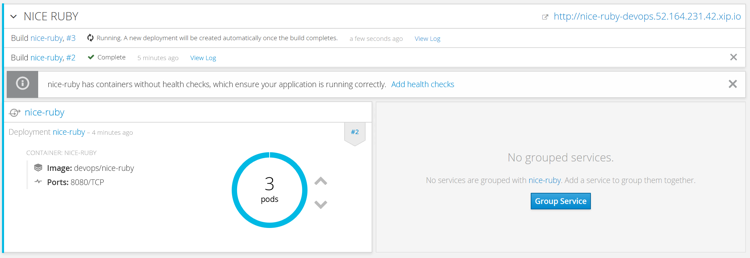 NICE RUBY
http://nice-ruby-devops.52.164.231.42.xip.io
Build nice-ruby, #3 Running. A new deployment will be created automatically once the build completes. a few seconds ago View Log
Build nice-ruby, #2 Complete 5 minutes ago View Log
nice-ruby has containers without health checks, which ensure your application is running correctly. Add health checks
nice-ruby
Deployment nice-ruby - 4 minutes ago
#2
CONTAINER: NICE-RUBY
Image: devops/nice-ruby
Ports: 8080/TCP
3
pods
No grouped services.
No services are grouped with nice-ruby. Add a service to group them together.
Group Service